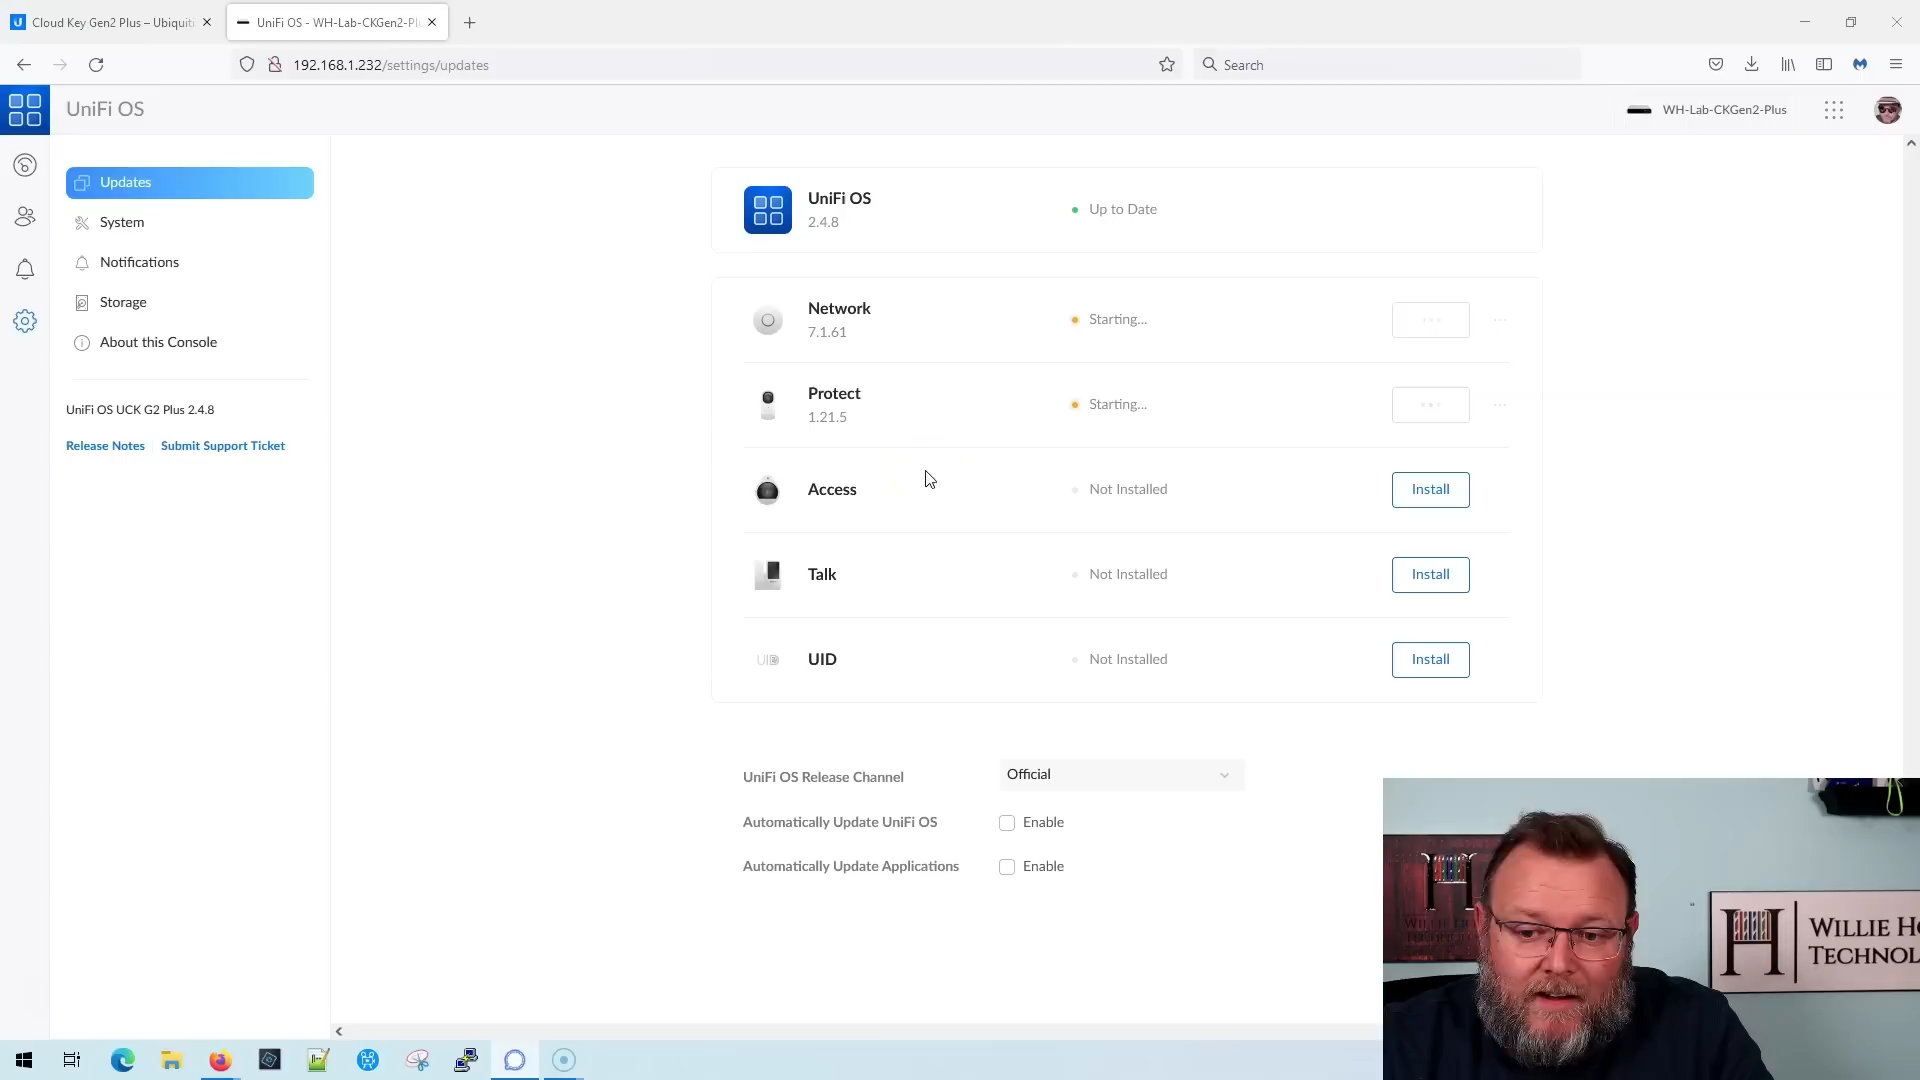 Cloud Key Gen2 Plus – Ubiquiti
UniFi OS - WH-Lab-CKGen2-Plu
192.168.1.232/settings/updates
Search
UniFi OS
WH-Lab-CKGen2-Plus
Updates
System
Notifications
Storage
About this Console
UniFi OS UCK G2 Plus 2.4.8
Release Notes Submit Support Ticket
UniFi OS
2.4.8
Up to Date
Network
7.1.61
Starting...
Protect
1.21.5
Starting...
Access
Not Installed
Install
Talk
Not Installed
Install
UID
UID
Not Installed
Install
UniFi OS Release Channel
Official
Automatically Update UniFi OS
Enable
Automatically Update Applications
Enable
H
WILLIE HO
TECHNOL